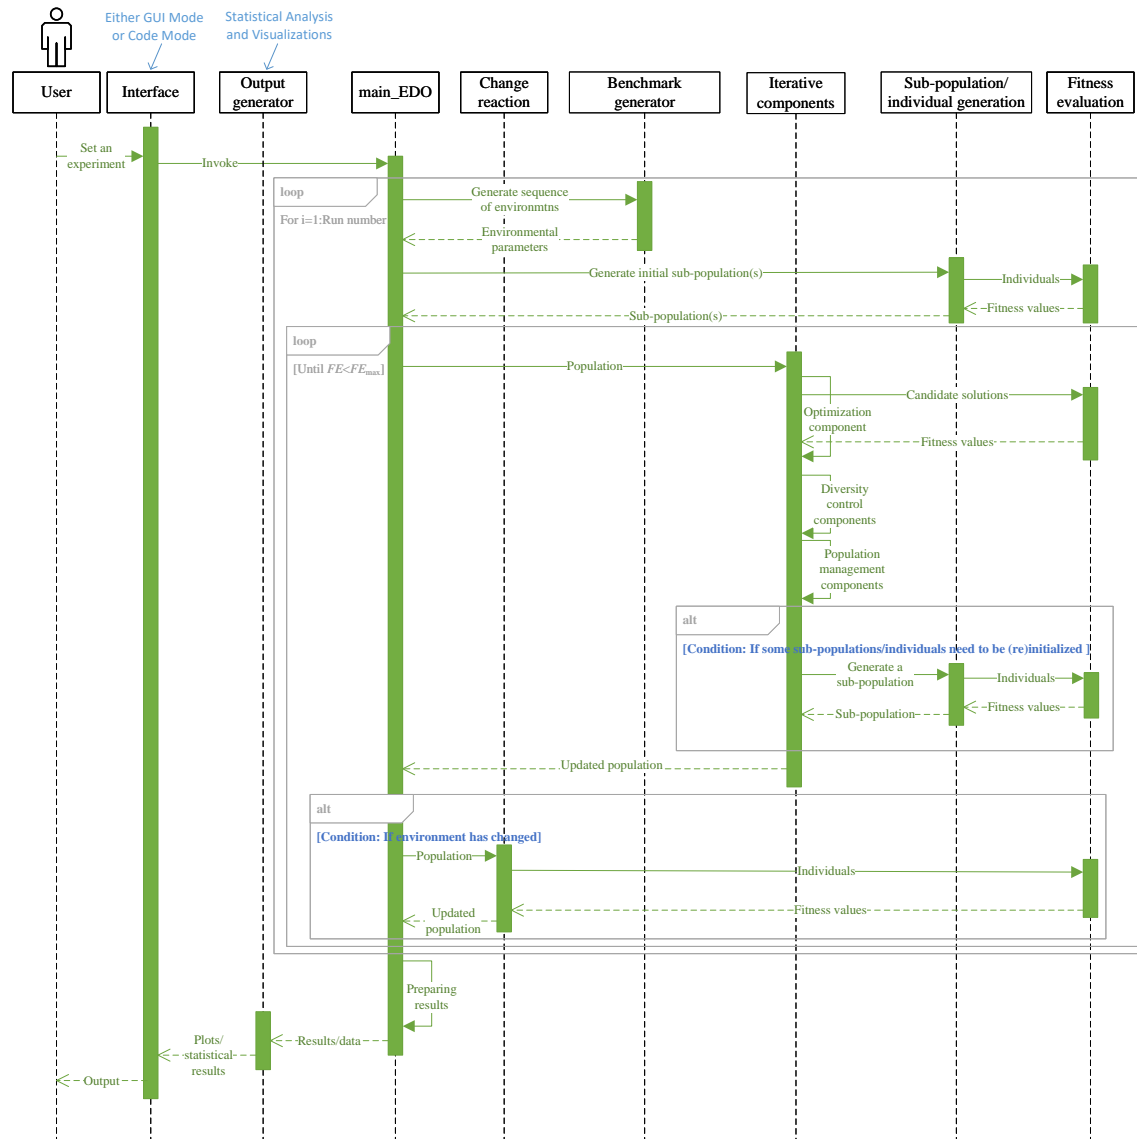 Either GUI Mode
or Code Mode
Statistical Analysis
and Visualizations
User
Interface
Output
generator
main_EDO
Change
reaction
Benchmark
generator
Iterative
components
Sub-population/
individual generation
Fitness
evaluation
Set an
experiment
Invoke
loop
For i=1:Run number
Generate sequence
of environmtns
Environmental
parameters
Generate initial sub-population(s)
Individuals
Fitness values
Sub-population(s)
loop
[Until FE<FEmax]
Population
Candidate solutions
Optimization
component
Fitness values
Diversity
control
components
Population
management
components
alt
[Condition: If some sub-populations/individuals need to be (re)initialized ]
Generate a
sub-population
Individuals
Fitness values
Sub-population
Updated population
alt
[Condition: If environment has changed]
Population
Individuals
Fitness values
Updated
population
Preparing
results
Results/data
Plots/
statistical
results
Output